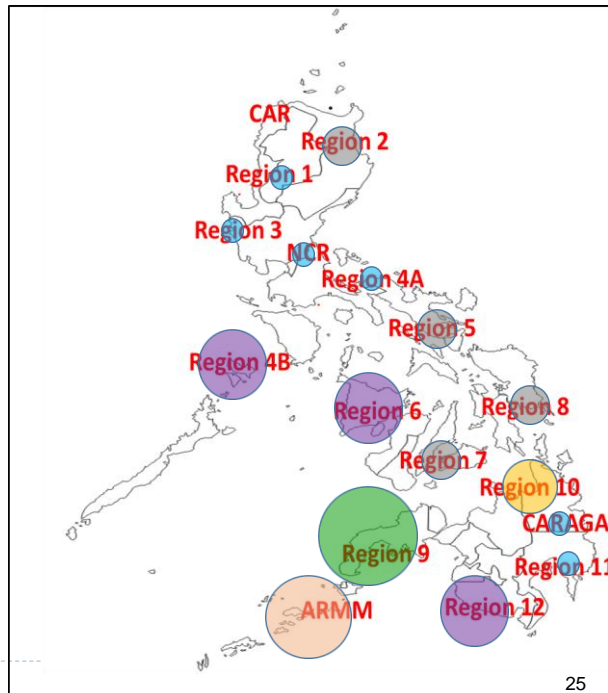 CAR
Region 2
Region 1
Region 3
NCR
Region 4A
Region 5
Region 4B
Region 6
Region 8
Region 7
Region 10
CARAGA
Region 9
Region 11
ARMM
Region 12
25